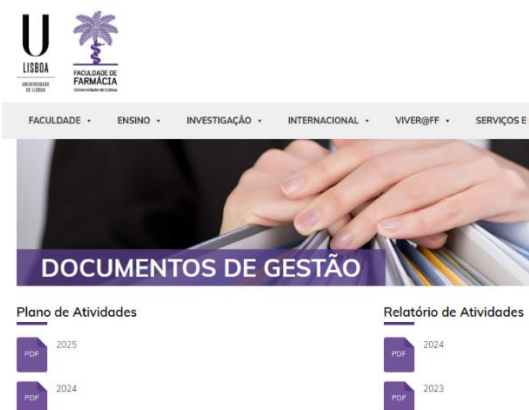 U
LISBOA
UNIVERSIDADE
DE LISBOA
FACULDADE DE
FARMÁCIA
Universidade de Lisboa
FACULDADE
ENSINO
INVESTIGAÇÃO
INTERNACIONAL
VIVER@FF
SERVIÇOS E
DOCUMENTOS DE GESTÃO
Plano de Atividades
Relatório de Atividades
PDF
2025
PDF
2024
PDF
2024
PDF
2023